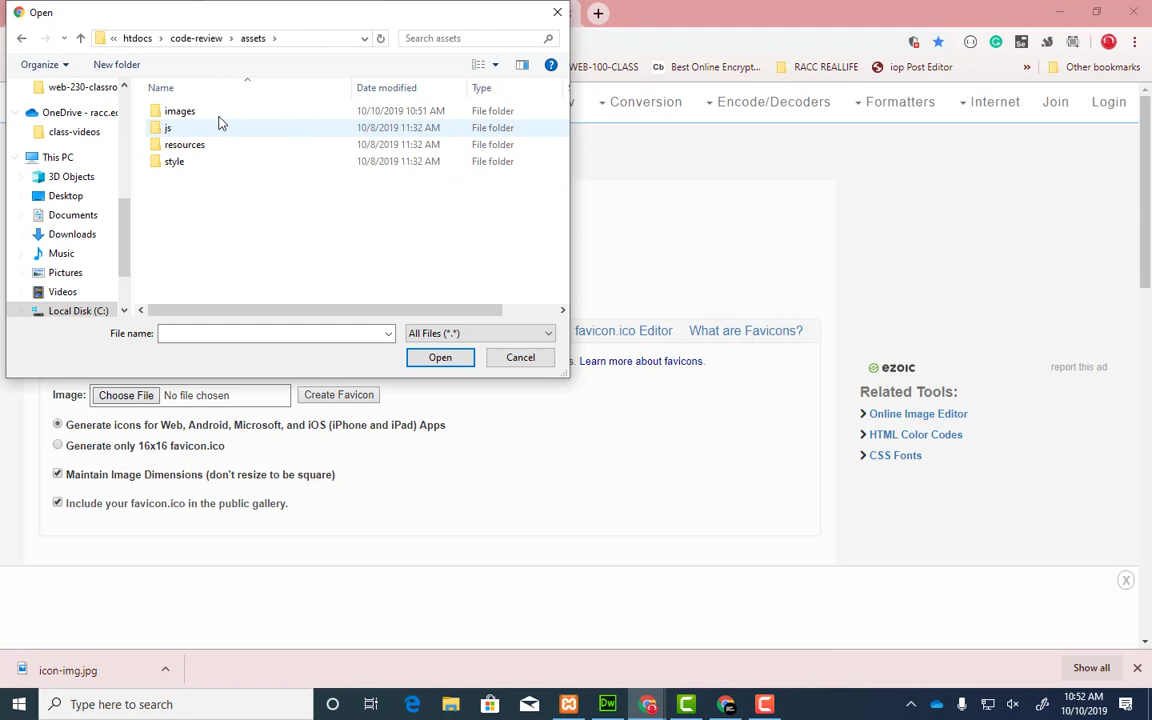 Open
htdocs > code-review > assets >
Search assets
Organize
New folder
Name
Date modified
Type
web-230-classro
OneDrive - racc.ec
class-videos
This PC
3D Objects
Desktop
Documents
Downloads
Music
Pictures
Videos
Local Disk (C:)
images 10/10/2019 10:51 AM File folder
js 10/8/2019 11:32 AM File folder
resources 10/8/2019 11:32 AM File folder
style 10/8/2019 11:32 AM File folder
File name:
All Files (*.*)
Open
Cancel
WEB-100-CLASS
Cb Best Online Encrypt...
RACC REALLIFE
iop Post Editor
»
Other bookmarks
Conversion
Encode/Decoders
Formatters
Internet
Join
Login
favicon.ico Editor
What are Favicons?
s. Learn more about favicons.
Image:
Choose File
No file chosen
Create Favicon
Generate icons for Web, Android, Microsoft, and iOS (iPhone and iPad) Apps
Generate only 16x16 favicon.ico
Maintain Image Dimensions (don't resize to be square)
Include your favicon.ico in the public gallery.
ezoic
report this ad
Related Tools:
Online Image Editor
HTML Color Codes
CSS Fonts
icon-img.jpg
Show all
Type here to search
Dw
10:52 AM
10/10/2019